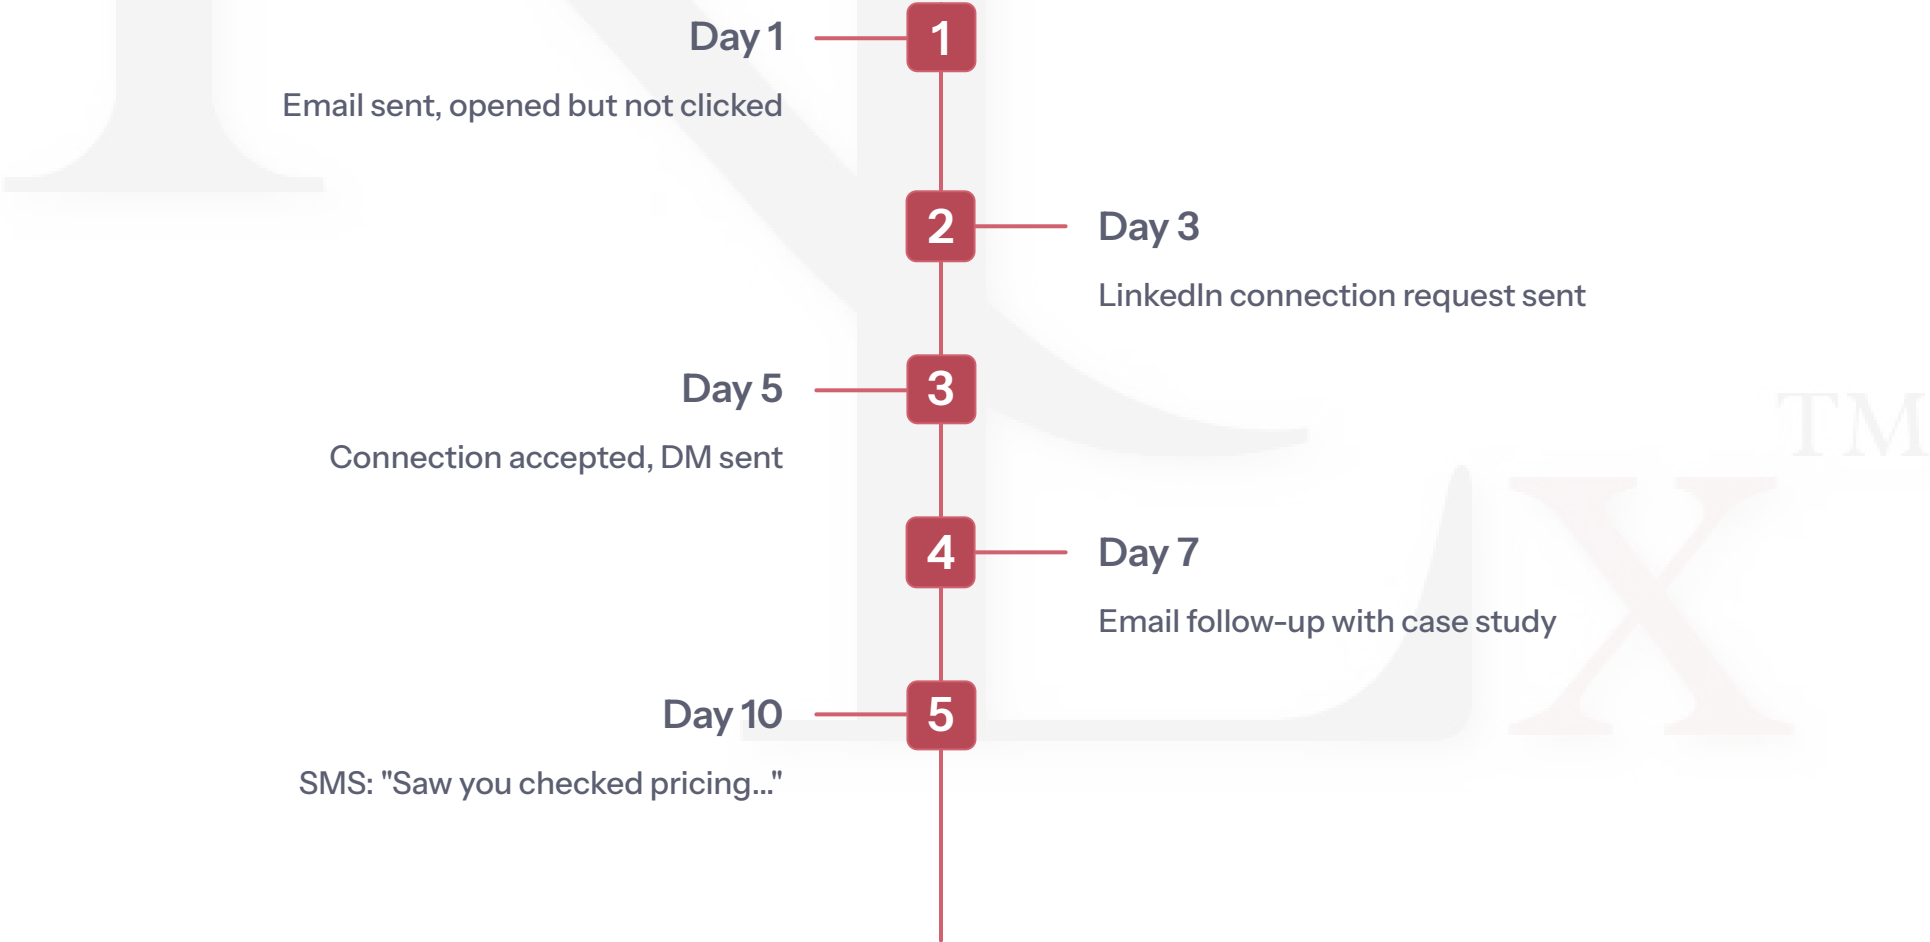 Day 1
1
Email sent, opened but not clicked
2
Day 3
LinkedIn connection request sent
Day 5
3
Connection accepted, DM sent
4
Day 7
Email follow-up with case study
Day 10
5
SMS: "Saw you checked pricing..."
TM
X